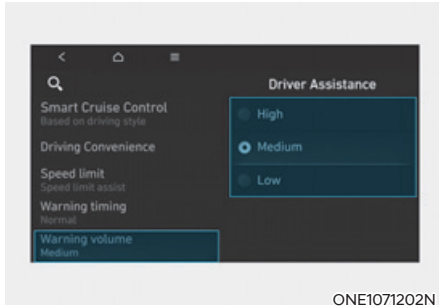 Driver Assistance
Smart Cruise Control
Based on driving style
Driving Convenience
Speed limit
Speed limit assist
Warning timing
Normal
Warning volume
Medium
High
Medium
Low
ONE1071202N